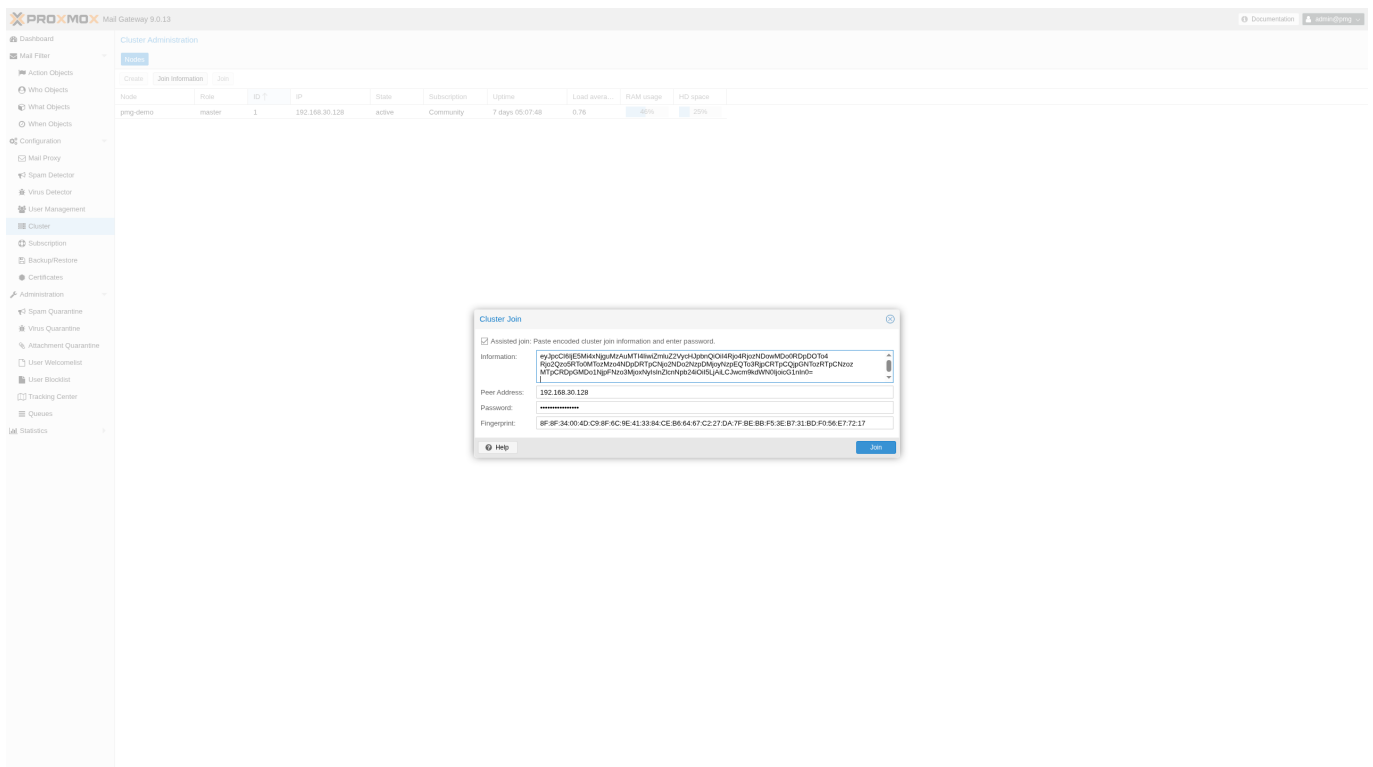 PROXMOX Mail Gateway 9.0.13
Documentation
admin@pmg
Dashboard
Mail Filter
Action Objects
Who Objects
What Objects
When Objects
Configuration
Mail Proxy
Spam Detector
Virus Detector
User Management
Cluster
Subscription
Backup/Restore
Certificates
Administration
Spam Quarantine
Virus Quarantine
Attachment Quarantine
User Welcomelist
User Blocklist
Tracking Center
Queues
Statistics
Cluster Administration
Nodes
Create Join Information Join
Node Role ID ↑ IP State Subscription Uptime Load avera... RAM usage HD space
pmg-demo master 1 192.168.30.128 active Community 7 days 05:07:48 0.76 46% 25%
Cluster Join
Assisted join: Paste encoded cluster join information and enter password.
Information:
Peer Address: 192.168.30.128
Password: ••••••••••••••••
Fingerprint: 8F:8F:34:00:4D:C9:8F:6C:9E:41:33:84:CE:B6:64:67:C2:27:DA:7F:BE:BB:F5:3E:B7:31:BD:F0:56:E7:72:17
Help
Join